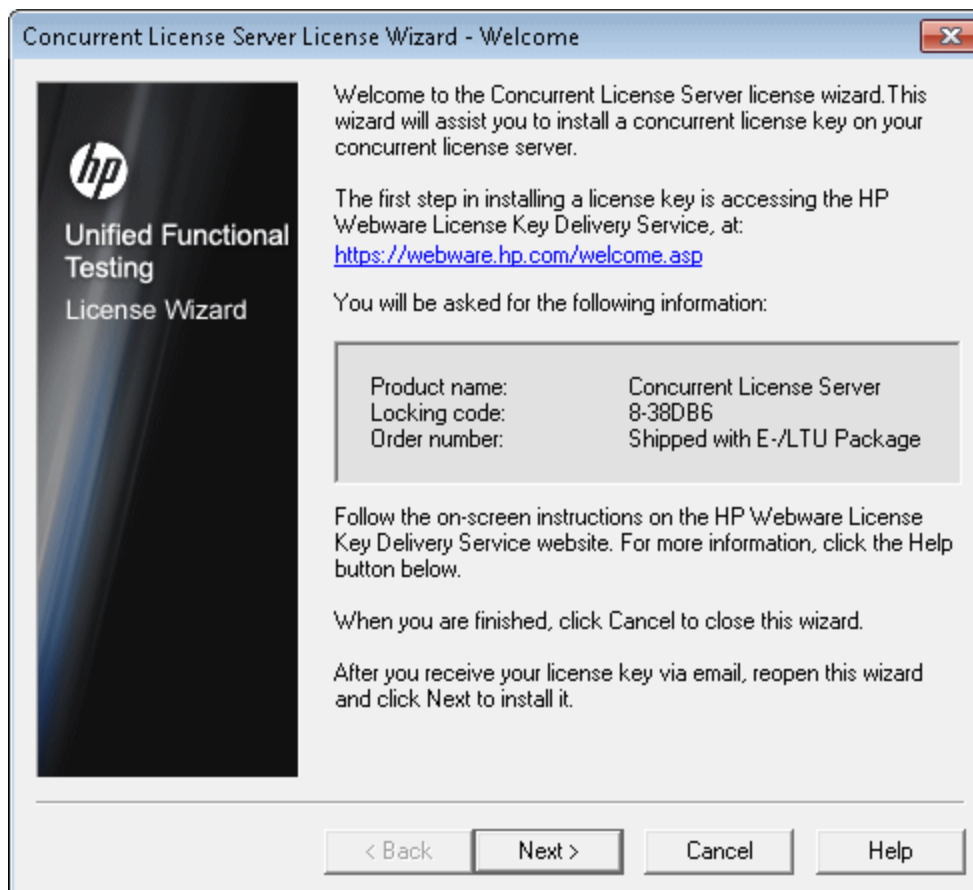 Concurrent License Server License Wizard - Welcome
hp
Unified Functional
Testing
License Wizard
Welcome to the Concurrent License Server license wizard.This
wizard will assist you to install a concurrent license key on your
concurrent license server.
The first step in installing a license key is accessing the HP
Webware License Key Delivery Service, at:
https://webware.hp.com/welcome.asp
You will be asked for the following information:
Product name: Concurrent License Server
Locking code: 8-38DB6
Order number: Shipped with E-/LTU Package
Follow the on-screen instructions on the HP Webware License
Key Delivery Service website. For more information, click the Help
button below.
When you are finished, click Cancel to close this wizard.
After you receive your license key via email, reopen this wizard
and click Next to install it.
< Back Next > Cancel Help